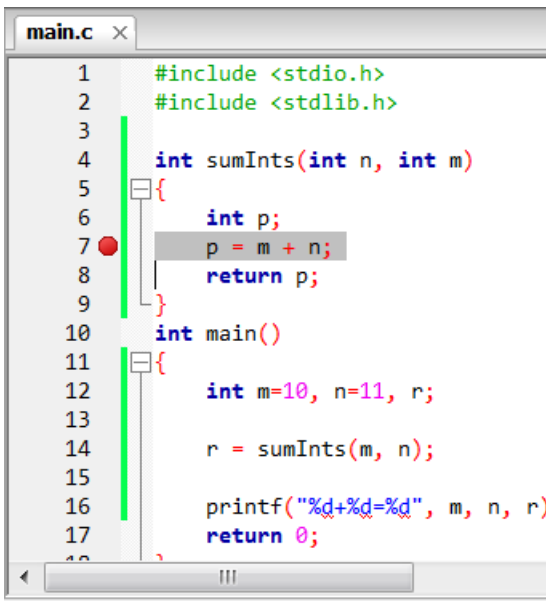 main.c ×
1 #include <stdio.h>
2 #include <stdlib.h>
3
4 int sumInts(int n, int m)
5 {
6 int p;
7 p = m + n;
8 return p;
9 }
10 int main()
11 {
12 int m=10, n=11, r;
13
14 r = sumInts(m, n);
15
16 printf("%d+%d=%d", m, n, r)
17 return 0;
18 }